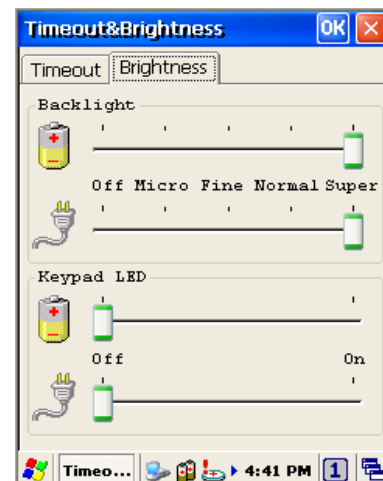 Timeout&Brightness OK
Timeout Brightness
Backlight
Off Micro Fine Normal Super
Keypad LED
Off On
Timeo... 4:41 PM 1